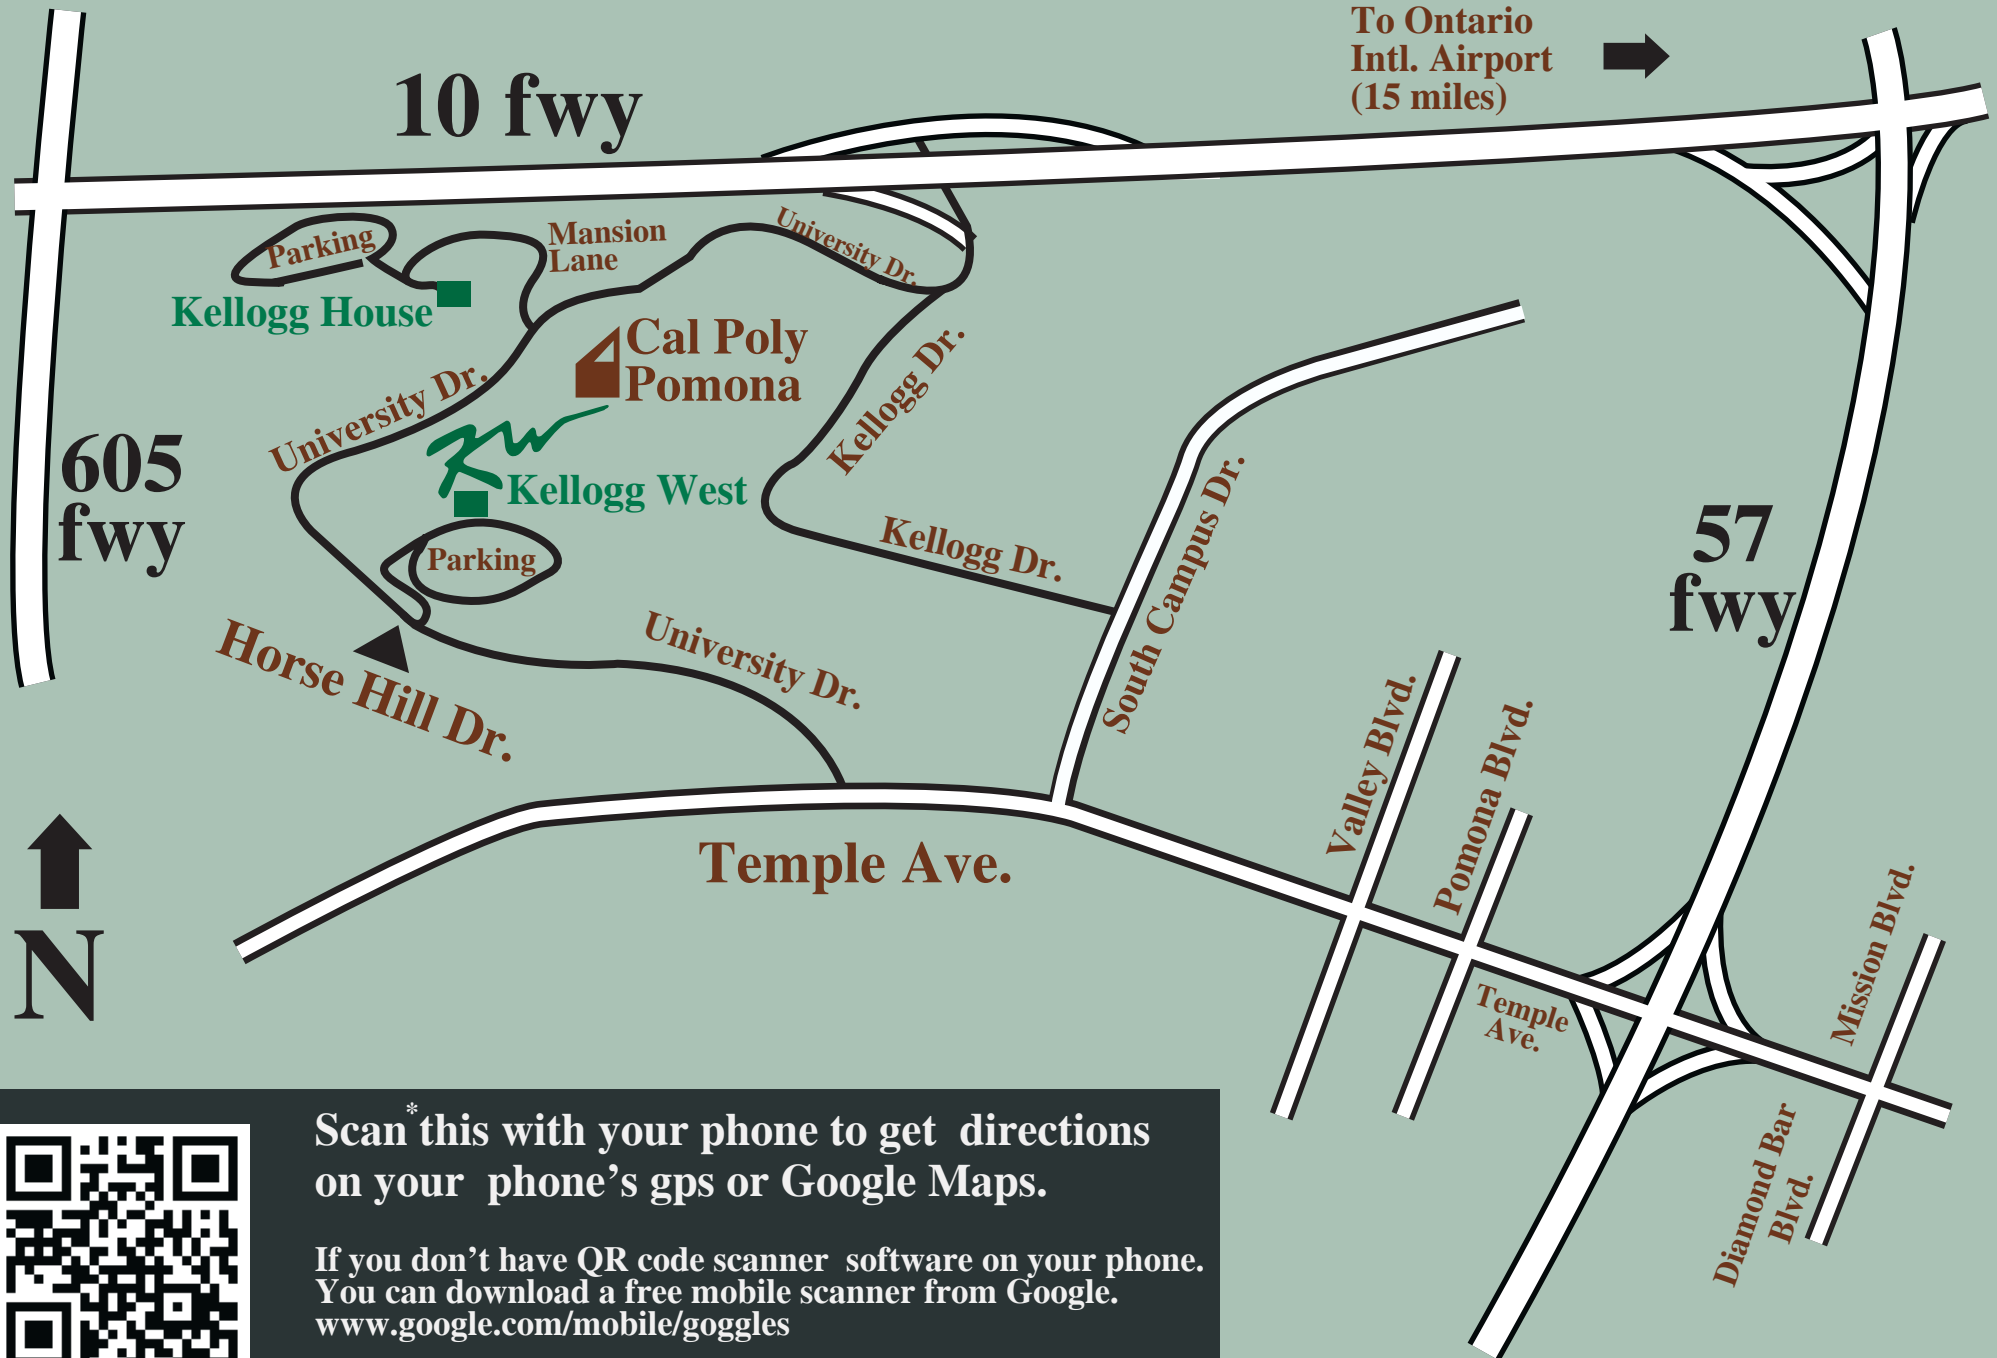 To Ontario
Intl. Airport
(15 miles)
10 fwy
Parking
Mansion
Lane
University Dr.
Kellogg House
Cal Poly
Pomona
Kellogg Dr.
University Dr.
605
fwy
Kellogg West
Kellogg Dr.
Parking
South Campus Dr.
57
fwy
Horse Hill Dr.
University Dr.
Valley Blvd.
Pomona Blvd.
Temple Ave.
N
Mission Blvd.
Temple
Ave.
Diamond Bar
Blvd.
Scan*this with your phone to get directions
on your phone’s gps or Google Maps.
If you don’t have QR code scanner software on your phone.
You can download a free mobile scanner from Google.
www.google.com/mobile/goggles